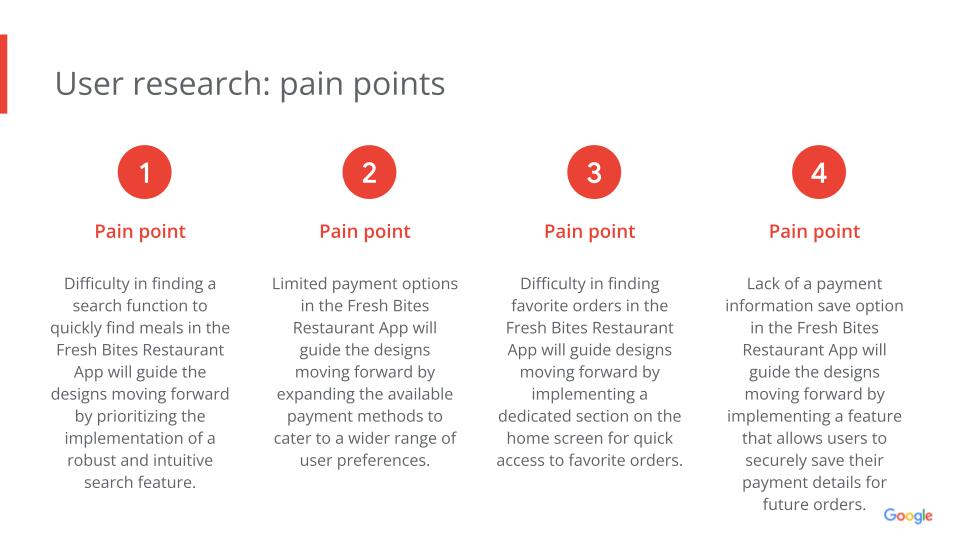 User research: pain points
1
Pain point
Difficulty in finding a
search function to
quickly find meals in the
Fresh Bites Restaurant
App will guide the
designs moving forward
by prioritizing the
implementation of a
robust and intuitive
search feature.
2
Pain point
Limited payment options
in the Fresh Bites
Restaurant App will
guide the designs
moving forward by
expanding the available
payment methods to
cater to a wider range of
user preferences.
3
Pain point
Difficulty in finding
favorite orders in the
Fresh Bites Restaurant
App will guide designs
moving forward by
implementing a
dedicated section on the
home screen for quick
access to favorite orders.
4
Pain point
Lack of a payment
information save option
in the Fresh Bites
Restaurant App will
guide the designs
moving forward by
implementing a feature
that allows users to
securely save their
payment details for
future orders.
Google